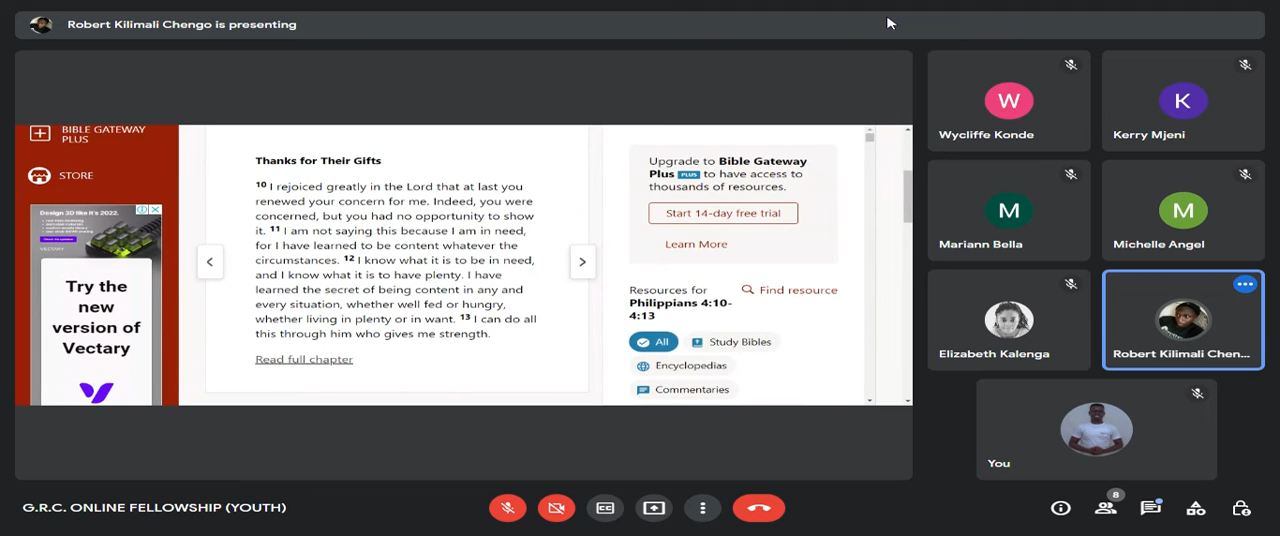 Robert Kilimali Chengo is presenting
BIBLE GATEWAY
PLUS
STORE
Design 3D like it's 2022.
VECTARY
Try the
new
version of
Vectary
Thanks for Their Gifts
10 I rejoiced greatly in the Lord that at last you
renewed your concern for me. Indeed, you were
concerned, but you had no opportunity to show
it. 11 I am not saying this because I am in need,
for I have learned to be content whatever the
circumstances. 12 I know what it is to be in need,
and I know what it is to have plenty. I have
learned the secret of being content in any and
every situation, whether well fed or hungry,
whether living in plenty or in want. 13 I can do all
this through him who gives me strength.
Read full chapter
Upgrade to Bible Gateway
Plus PLUS to have access to
thousands of resources.
Start 14-day free trial
Learn More
Resources for
Philippians 4:10-
4:13
Find resource
All
Study Bibles
Encyclopedias
Commentaries
W
Wycliffe Konde
K
Kerry Mjeni
M
Mariann Bella
M
Michelle Angel
Elizabeth Kalenga
Robert Kilimali Chen...
You
G.R.C. ONLINE FELLOWSHIP (YOUTH)
CC
8